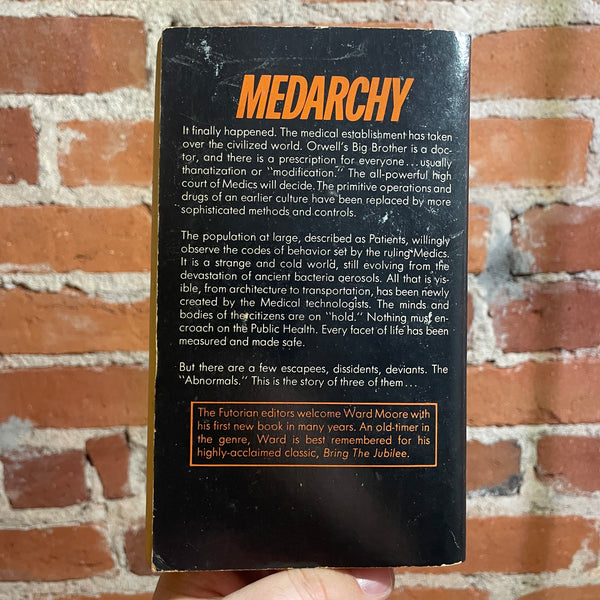 MEDARCHY
It finally happened. The medical establishment has taken
over the civilized world. Orwell's Big Brother is a doc-
tor, and there is a prescription for everyone...usually
thanatization or "modification." The all-powerful high
court of Medics will decide. The primitive operations and
drugs of an earlier culture have been replaced by more
sophisticated methods and controls.
The population at large, described as Patients, willingly
observe the codes of behavior set by the ruling Medics.
It is a strange and cold world, still evolving from the
devastation of ancient bacteria aerosols. All that is vis-
ible, from architecture to transportation, has been newly
created by the Medical technologists. The minds and
bodies of the citizens are on "hold." Nothing must en-
croach on the Public Health. Every facet of life has been
measured and made safe.
But there are a few escapees, dissidents, deviants. The
"Abnormals." This is the story of three of them...
The Futorian editors welcome Ward Moore with
his first new book in many years. An old-timer in
the genre, Ward is best remembered for his
highly-acclaimed classic, Bring The Jubilee.